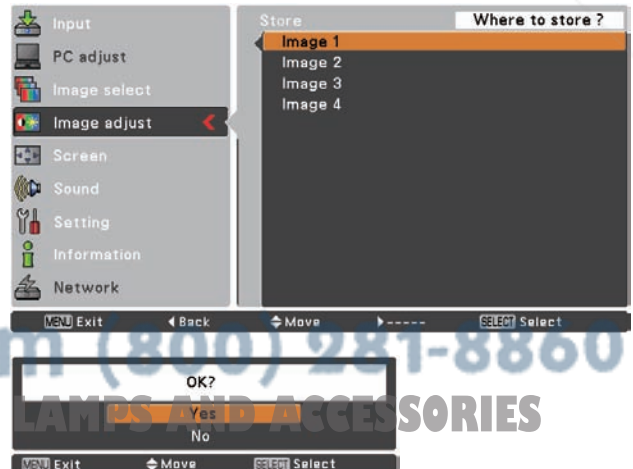 Input
PC adjust
Image select
Image adjust
Screen
Sound
Setting
Information
Network
Store
Where to store ?
Image 1
Image 2
Image 3
Image 4
MENU Exit ◀ Back Move ▶----- SELECT Select
m (800) 281-8860
OK?
LAMPS AND ACCESSORIES
Yes
No
MENU Exit Move SELECT Select